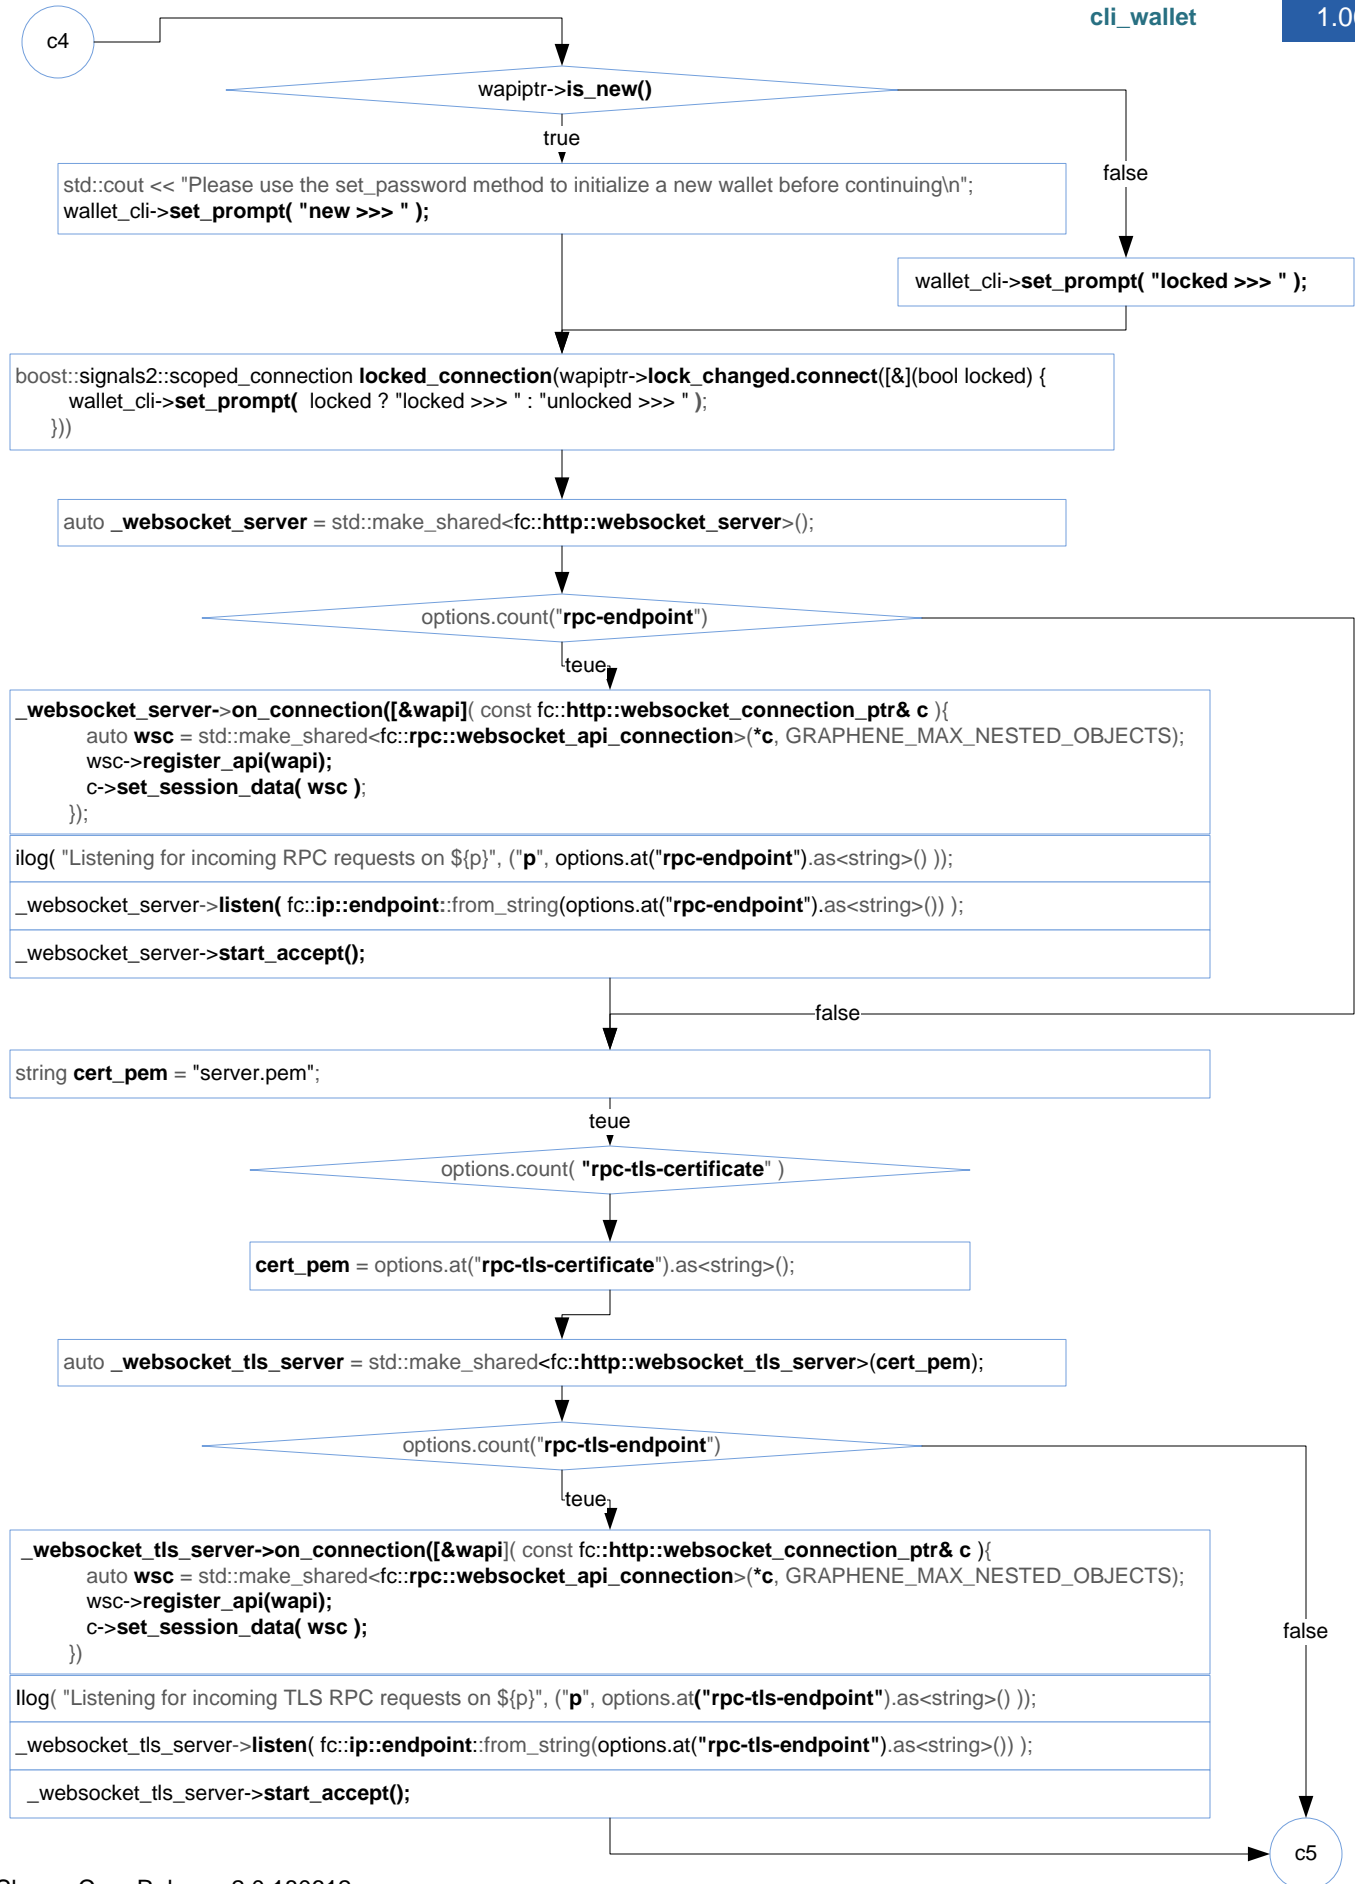 cli_wallet
c4
wapiptr->is_new()
true
false
std::cout << "Please use the set_password method to initialize a new wallet before continuing\n";
wallet_cli->set_prompt( "new >>> " );
wallet_cli->set_prompt( "locked >>> " );
boost::signals2::scoped_connection locked_connection(wapiptr->lock_changed.connect([&](bool locked) {
wallet_cli->set_prompt(  locked ? "locked >>> " : "unlocked >>> " );
}))
auto _websocket_server = std::make_shared<fc::http::websocket_server>();
options.count("rpc-endpoint")
teue
_websocket_server->on_connection([&wapi]( const fc::http::websocket_connection_ptr& c ){
auto wsc = std::make_shared<fc::rpc::websocket_api_connection>(*c, GRAPHENE_MAX_NESTED_OBJECTS);
wsc->register_api(wapi);
c->set_session_data( wsc );
});
ilog( "Listening for incoming RPC requests on ${p}", ("p", options.at("rpc-endpoint").as<string>() ));
_websocket_server->listen( fc::ip::endpoint::from_string(options.at("rpc-endpoint").as<string>()) );
_websocket_server->start_accept();
false
string cert_pem = "server.pem";
teue
options.count( "rpc-tls-certificate" )
cert_pem = options.at("rpc-tls-certificate").as<string>();
auto _websocket_tls_server = std::make_shared<fc::http::websocket_tls_server>(cert_pem);
options.count("rpc-tls-endpoint")
teue
_websocket_tls_server->on_connection([&wapi]( const fc::http::websocket_connection_ptr& c ){
auto wsc = std::make_shared<fc::rpc::websocket_api_connection>(*c, GRAPHENE_MAX_NESTED_OBJECTS);
wsc->register_api(wapi);
c->set_session_data( wsc );
})
false
Ilog( "Listening for incoming TLS RPC requests on ${p}", ("p", options.at("rpc-tls-endpoint").as<string>() ));
_websocket_tls_server->listen( fc::ip::endpoint::from_string(options.at("rpc-tls-endpoint").as<string>()) );
_websocket_tls_server->start_accept();
c5